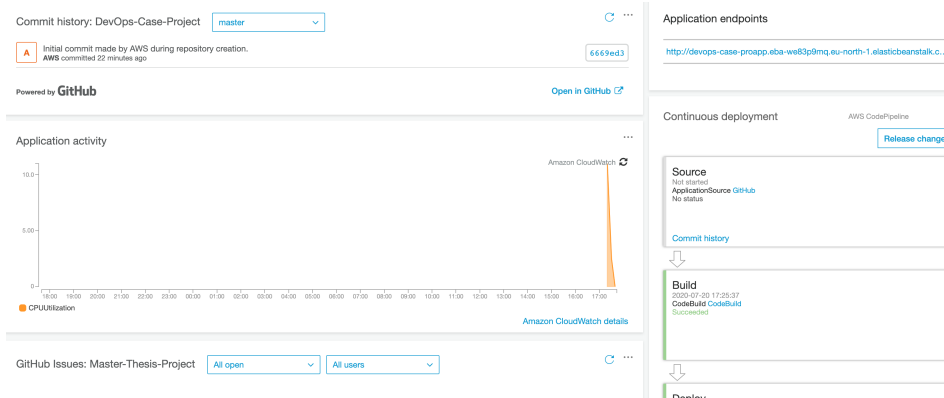 Commit history: DevOps-Case-Project master
A Initial commit made by AWS during repository creation.
AWS committed 22 minutes ago
6669ed3
Powered by GitHub
Open in GitHub
Application activity
Amazon CloudWatch
10.0
5.00
0
18:00 19:00 20:00 21:00 22:00 23:00 00:00 01:00 02:00 03:00 04:00 05:00 06:00 07:00 08:00 09:00 10:00 11:00 12:00 13:00 14:00 15:00 16:00 17:00
CPUUtilization
Amazon CloudWatch details
GitHub Issues: Master-Thesis-Project All open All users
Application endpoints
http://devops-case-proapp.eba-we83p9mq.eu-north-1.elasticbeanstalk.c...
Continuous deployment AWS CodePipeline
Release change
Source
Not started
ApplicationSource GitHub
No status
Commit history
Build
2020-07-20 17:25:37
CodeBuild CodeBuild
Succeeded
Deploy